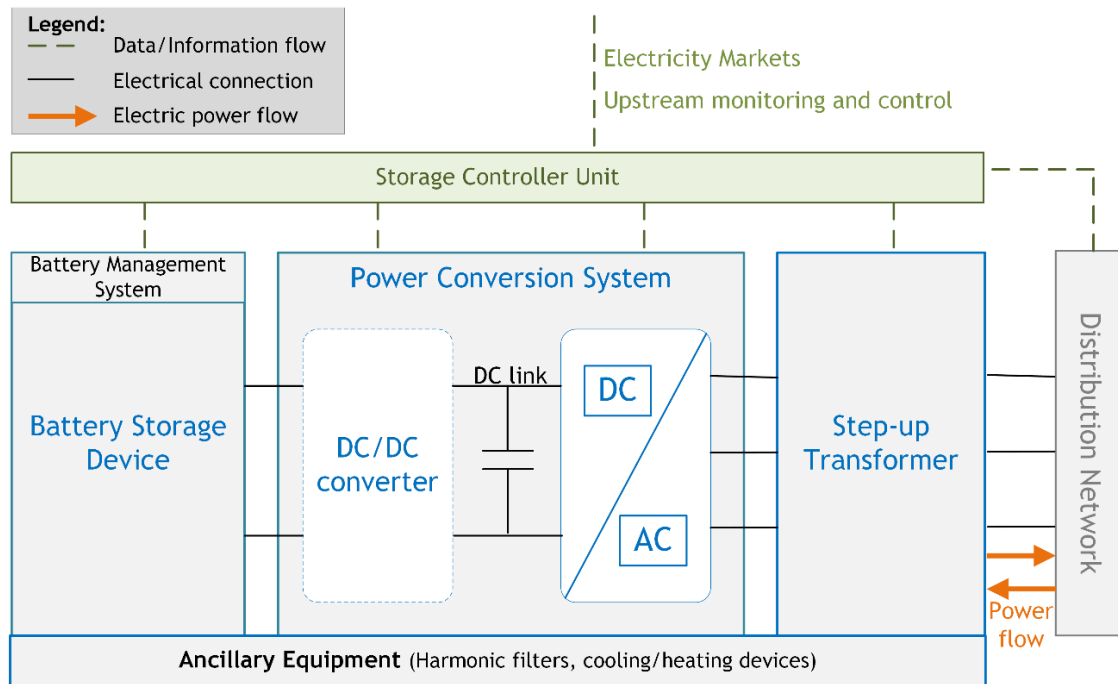 Legend:
Data/Information flow
Electrical connection
Electric power flow
Electricity Markets
Upstream monitoring and control
Storage Controller Unit
Battery Management
System
Battery Storage
Device
Power Conversion System
DC/DC
converter
DC link
DC
AC
Step-up
Transformer
Distribution Network
Power
flow
Ancillary Equipment (Harmonic filters, cooling/heating devices)